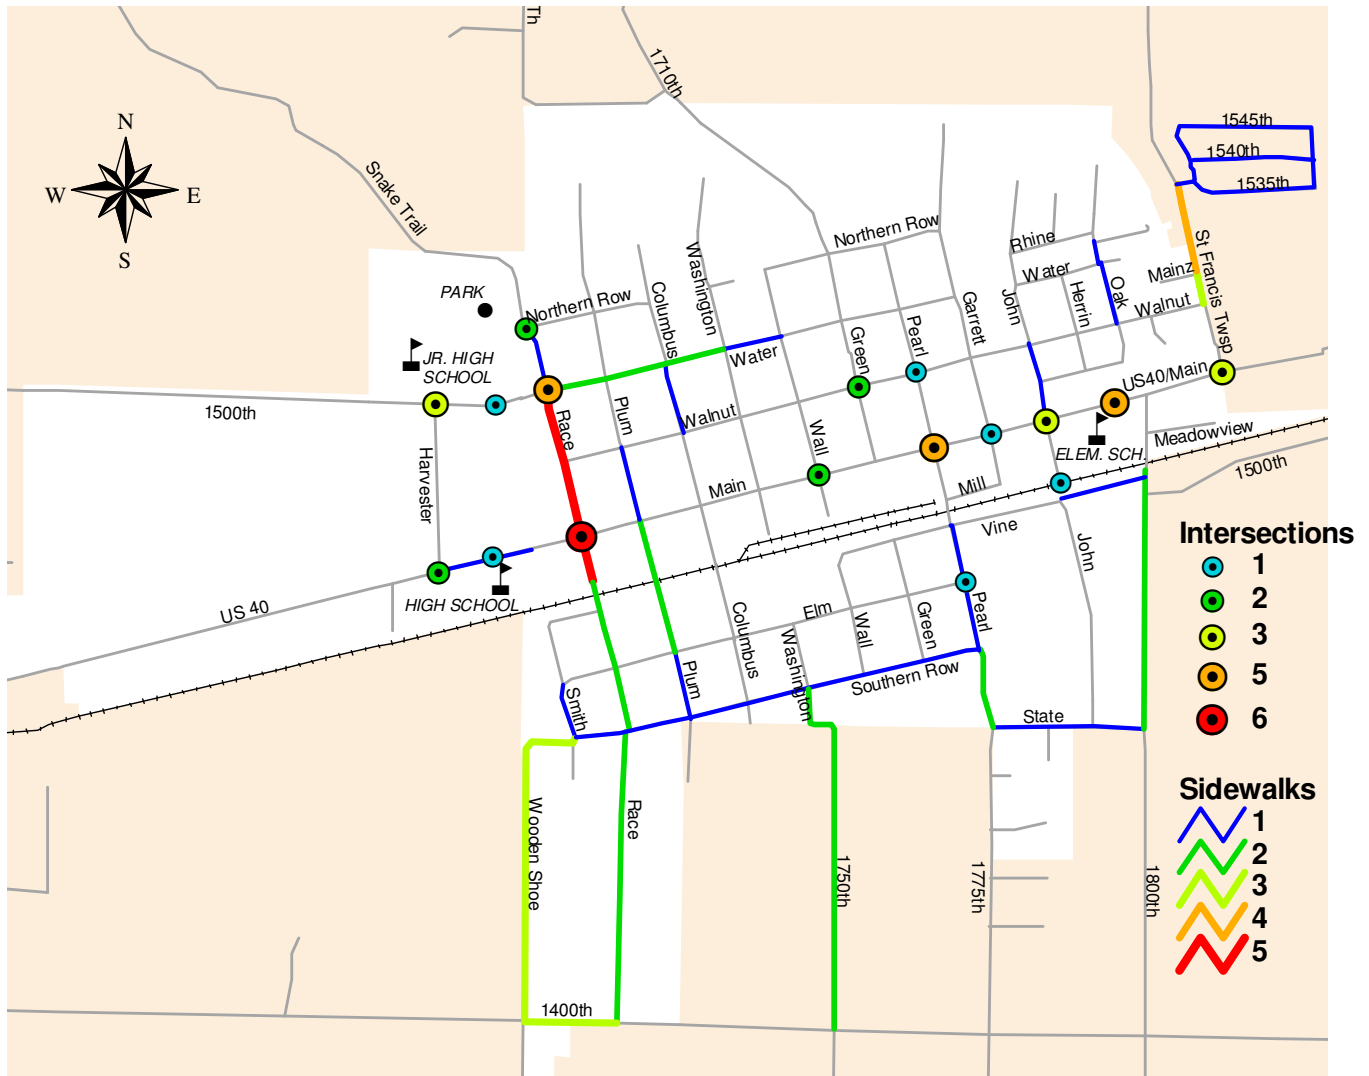 Th
1710th
1545th
N
1540th
Snake Trail
W
E
1535th
Northern Row
Rhine
St Francis Twsp
S
Washington
Water
Mainz
PARK
Northern Row
Columbus
John
Herrin
Oak
Walnut
Garrett
Pearl
Green
JR. HIGH
SCHOOL
Water
US40/Main
1500th
Race
Plum
Walnut
Wall
Meadowview
ELEM. SCH.
1500th
Harvester
Main
Mill
Vine
John
Intersections
1
2
3
5
6
US 40
HIGH SCHOOL
Elm
Columbus
Washington
Wall
Green
Pearl
Smith
Plum
Southern Row
State
Sidewalks
1
2
3
4
5
Wooden Shoe
Race
1750th
1775th
1800th
1400th